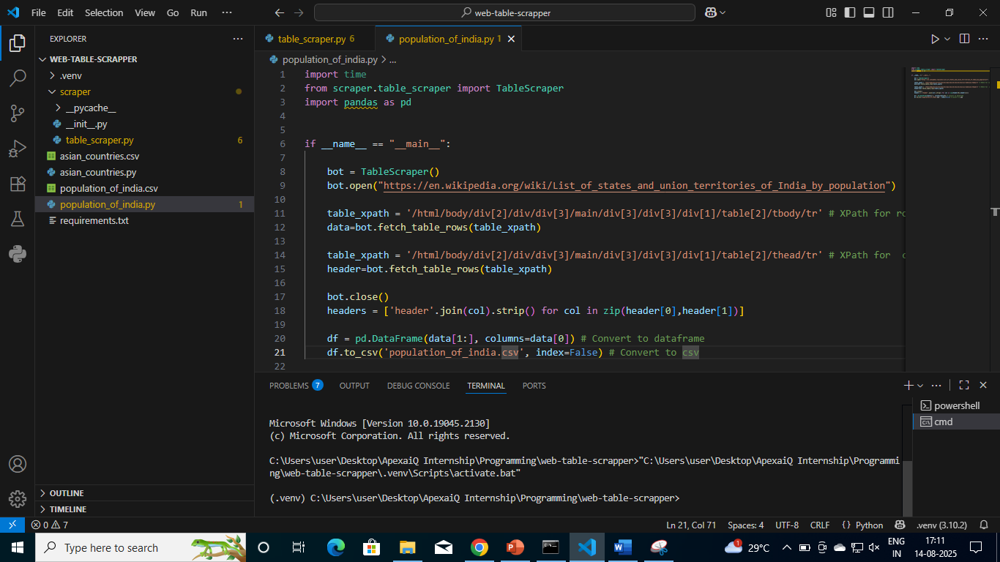 File Edit Selection View Go Run ···
web-table-scrapper
EXPLORER
WEB-TABLE-SCRAPPER
.venv
scraper
__pycache__
__init__.py
table_scraper.py 6
asian_countries.csv
asian_countries.py
population_of_india.csv
population_of_india.py 1
requirements.txt
OUTLINE
TIMELINE
table_scraper.py 6
population_of_india.py 1
population_of_india.py > ...
1 import time
2 from scraper.table_scraper import TableScraper
3 import pandas as pd
4
5
6 if __name__ == "__main__":
7
8 bot = TableScraper()
9 bot.open("https://en.wikipedia.org/wiki/List_of_states_and_union_territories_of_India_by_population")
10
11 table_xpath = '/html/body/div[2]/div/div[3]/main/div[3]/div[3]/div[1]/table[2]/tbody/tr' # XPath for ro
12 data=bot.fetch_table_rows(table_xpath)
13
14 table_xpath = '/html/body/div[2]/div/div[3]/main/div[3]/div[3]/div[1]/table[2]/thead/tr' # XPath for  c
15 header=bot.fetch_table_rows(table_xpath)
16
17 bot.close()
18 headers = ['header'.join(col).strip() for col in zip(header[0],header[1])]
19
20 df = pd.DataFrame(data[1:], columns=data[0]) # Convert to dataframe
21 df.to_csv('population_of_india.csv', index=False) # Convert to csv
22
PROBLEMS 7 OUTPUT DEBUG CONSOLE TERMINAL PORTS
powershell
cmd
Microsoft Windows [Version 10.0.19045.2130]
(c) Microsoft Corporation. All rights reserved.
C:\Users\user\Desktop\ApexaiQ Internship\Programming\web-table-scrapper>"C:\Users\user\Desktop\ApexaiQ Internship\Programmi
ng\web-table-scrapper\.venv\Scripts\activate.bat"
(.venv) C:\Users\user\Desktop\ApexaiQ Internship\Programming\web-table-scrapper>
0 7 Ln 21, Col 71 Spaces: 4 UTF-8 CRLF {} Python .venv (3.10.2)
Type here to search
1 29°C
ENG
IN
17:11
14-08-2025